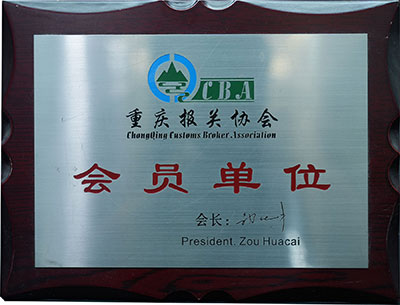 CBA
重庆报关协会
ChongQing Customs Broker Association
会员单位
会长:
President, Zou Huacai